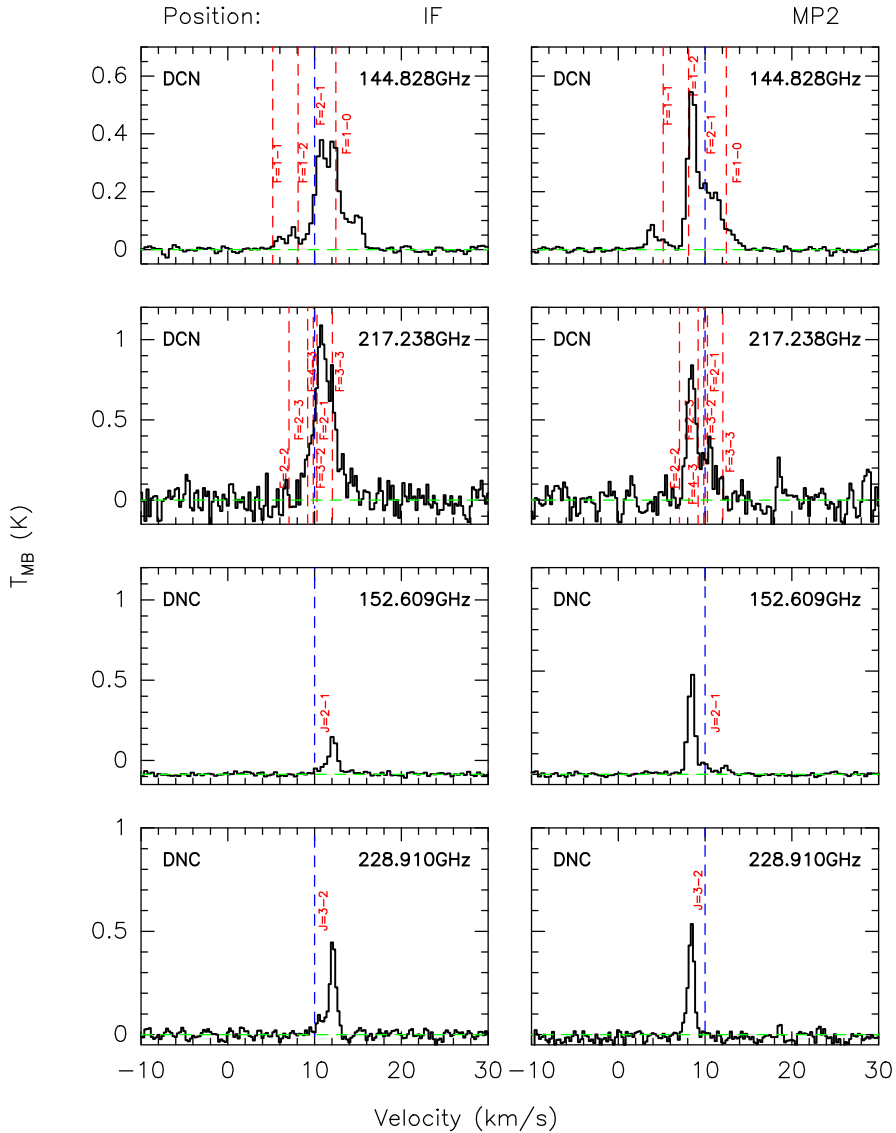 Position: IF MP2
DCN 144.828GHz
F=1-1
F=1-2
F=2-1
F=1-0
0.6
0.4
0.2
0
DCN 144.828GHz
F=1-1
F=1-2
F=2-1
F=1-0
DCN 217.238GHz
F=2-2
F=2-3
F=4-3
F=3-2
F=2-1
F=3-3
1
0.5
0
DCN 217.238GHz
F=2-2
F=2-3
F=4-3
F=3-2
F=2-1
F=3-3
DNC 152.609GHz
J=2-1
1
0.5
0
DNC 152.609GHz
J=2-1
DNC 228.910GHz
J=3-2
1
0.5
0
DNC 228.910GHz
J=3-2
-10 0 10 20 30 -10 0 10 20 30
T_MB (K)
Velocity (km/s)